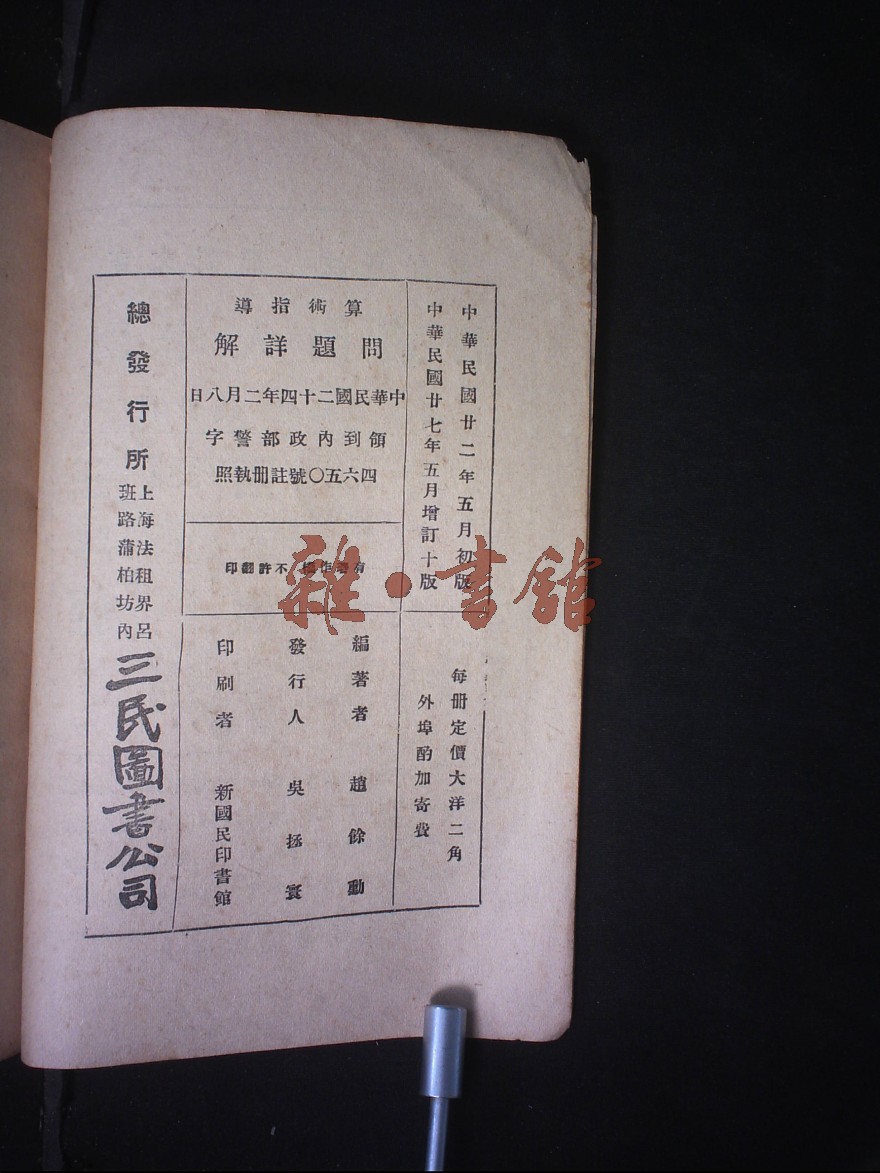 中華民國廿二年五月初版
中華民國廿七年五月增訂十版
每册定價大洋二角
外埠酌加寄費
算術指導
問題詳解
中華民國二十四年二月八日
領到內政部警字
四六五〇號註册執照
有著作權不許翻印
編著者 趙餘勳
發行人 吳拯寰
印刷者 新國民印書館
總發行所
上海法租界呂
班路蒲柏坊內
三民圖書公司
雜·書館